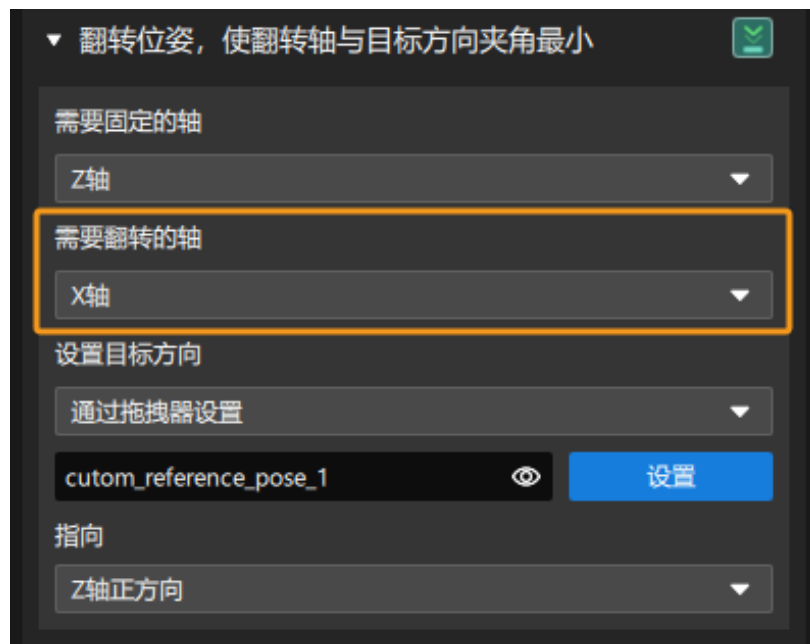 翻转位姿，使翻转轴与目标方向夹角最小
需要固定的轴
Z轴
需要翻转的轴
X轴
设置目标方向
通过拖拽器设置
cutom_reference_pose_1
设置
指向
Z轴正方向